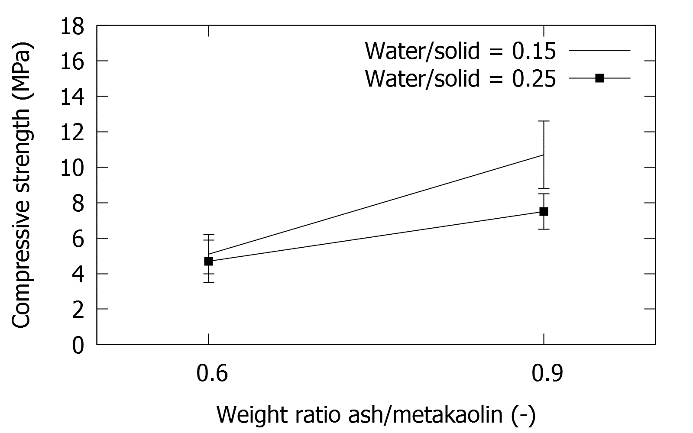 18
16
14
12
10
8
6
4
2
0
Compressive strength (MPa)
Water/solid = 0.15
Water/solid = 0.25
0.6 0.9
Weight ratio ash/metakaolin (-)